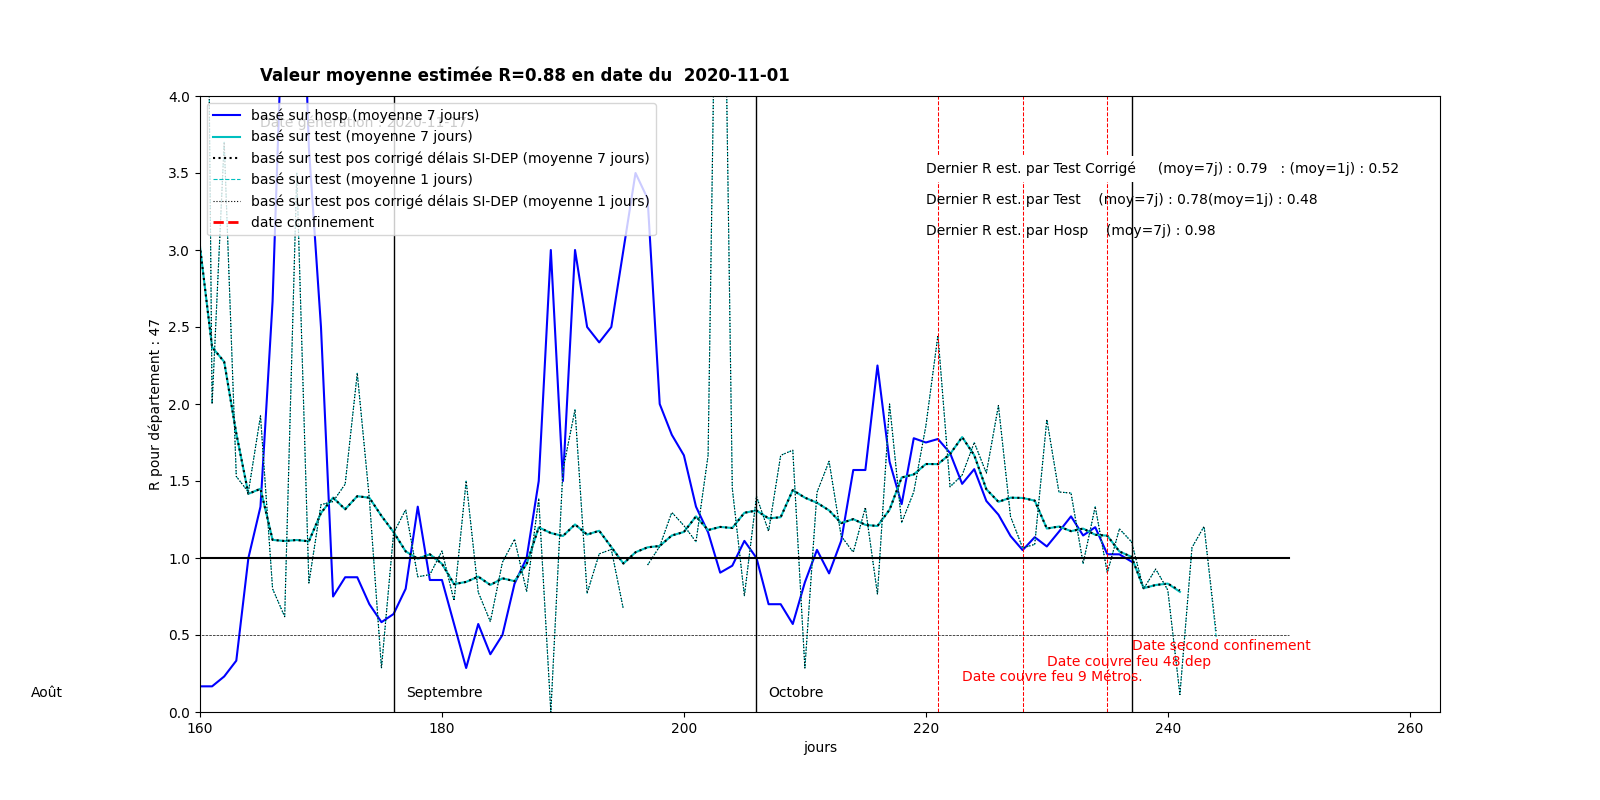 Valeur moyenne estimée R=0.88 en date du  2020-11-01
Date génération : 2020-11-17
basé sur hosp (moyenne 7 jours)
basé sur test (moyenne 7 jours)
basé sur test pos corrigé délais SI-DEP (moyenne 7 jours)
basé sur test (moyenne 1 jours)
basé sur test pos corrigé délais SI-DEP (moyenne 1 jours)
date confinement
Dernier R est. par Test Corrigé     (moy=7j) : 0.79   : (moy=1j) : 0.52
Dernier R est. par Test    (moy=7j) : 0.78(moy=1j) : 0.48
Dernier R est. par Hosp    (moy=7j) : 0.98
R pour département : 47
4.0
3.5
3.0
2.5
2.0
1.5
1.0
0.5
0.0
Date second confinement
Date couvre feu 48 dep
Date couvre feu 9 Métros.
Août
Septembre
Octobre
160
180
200
220
240
260
jours